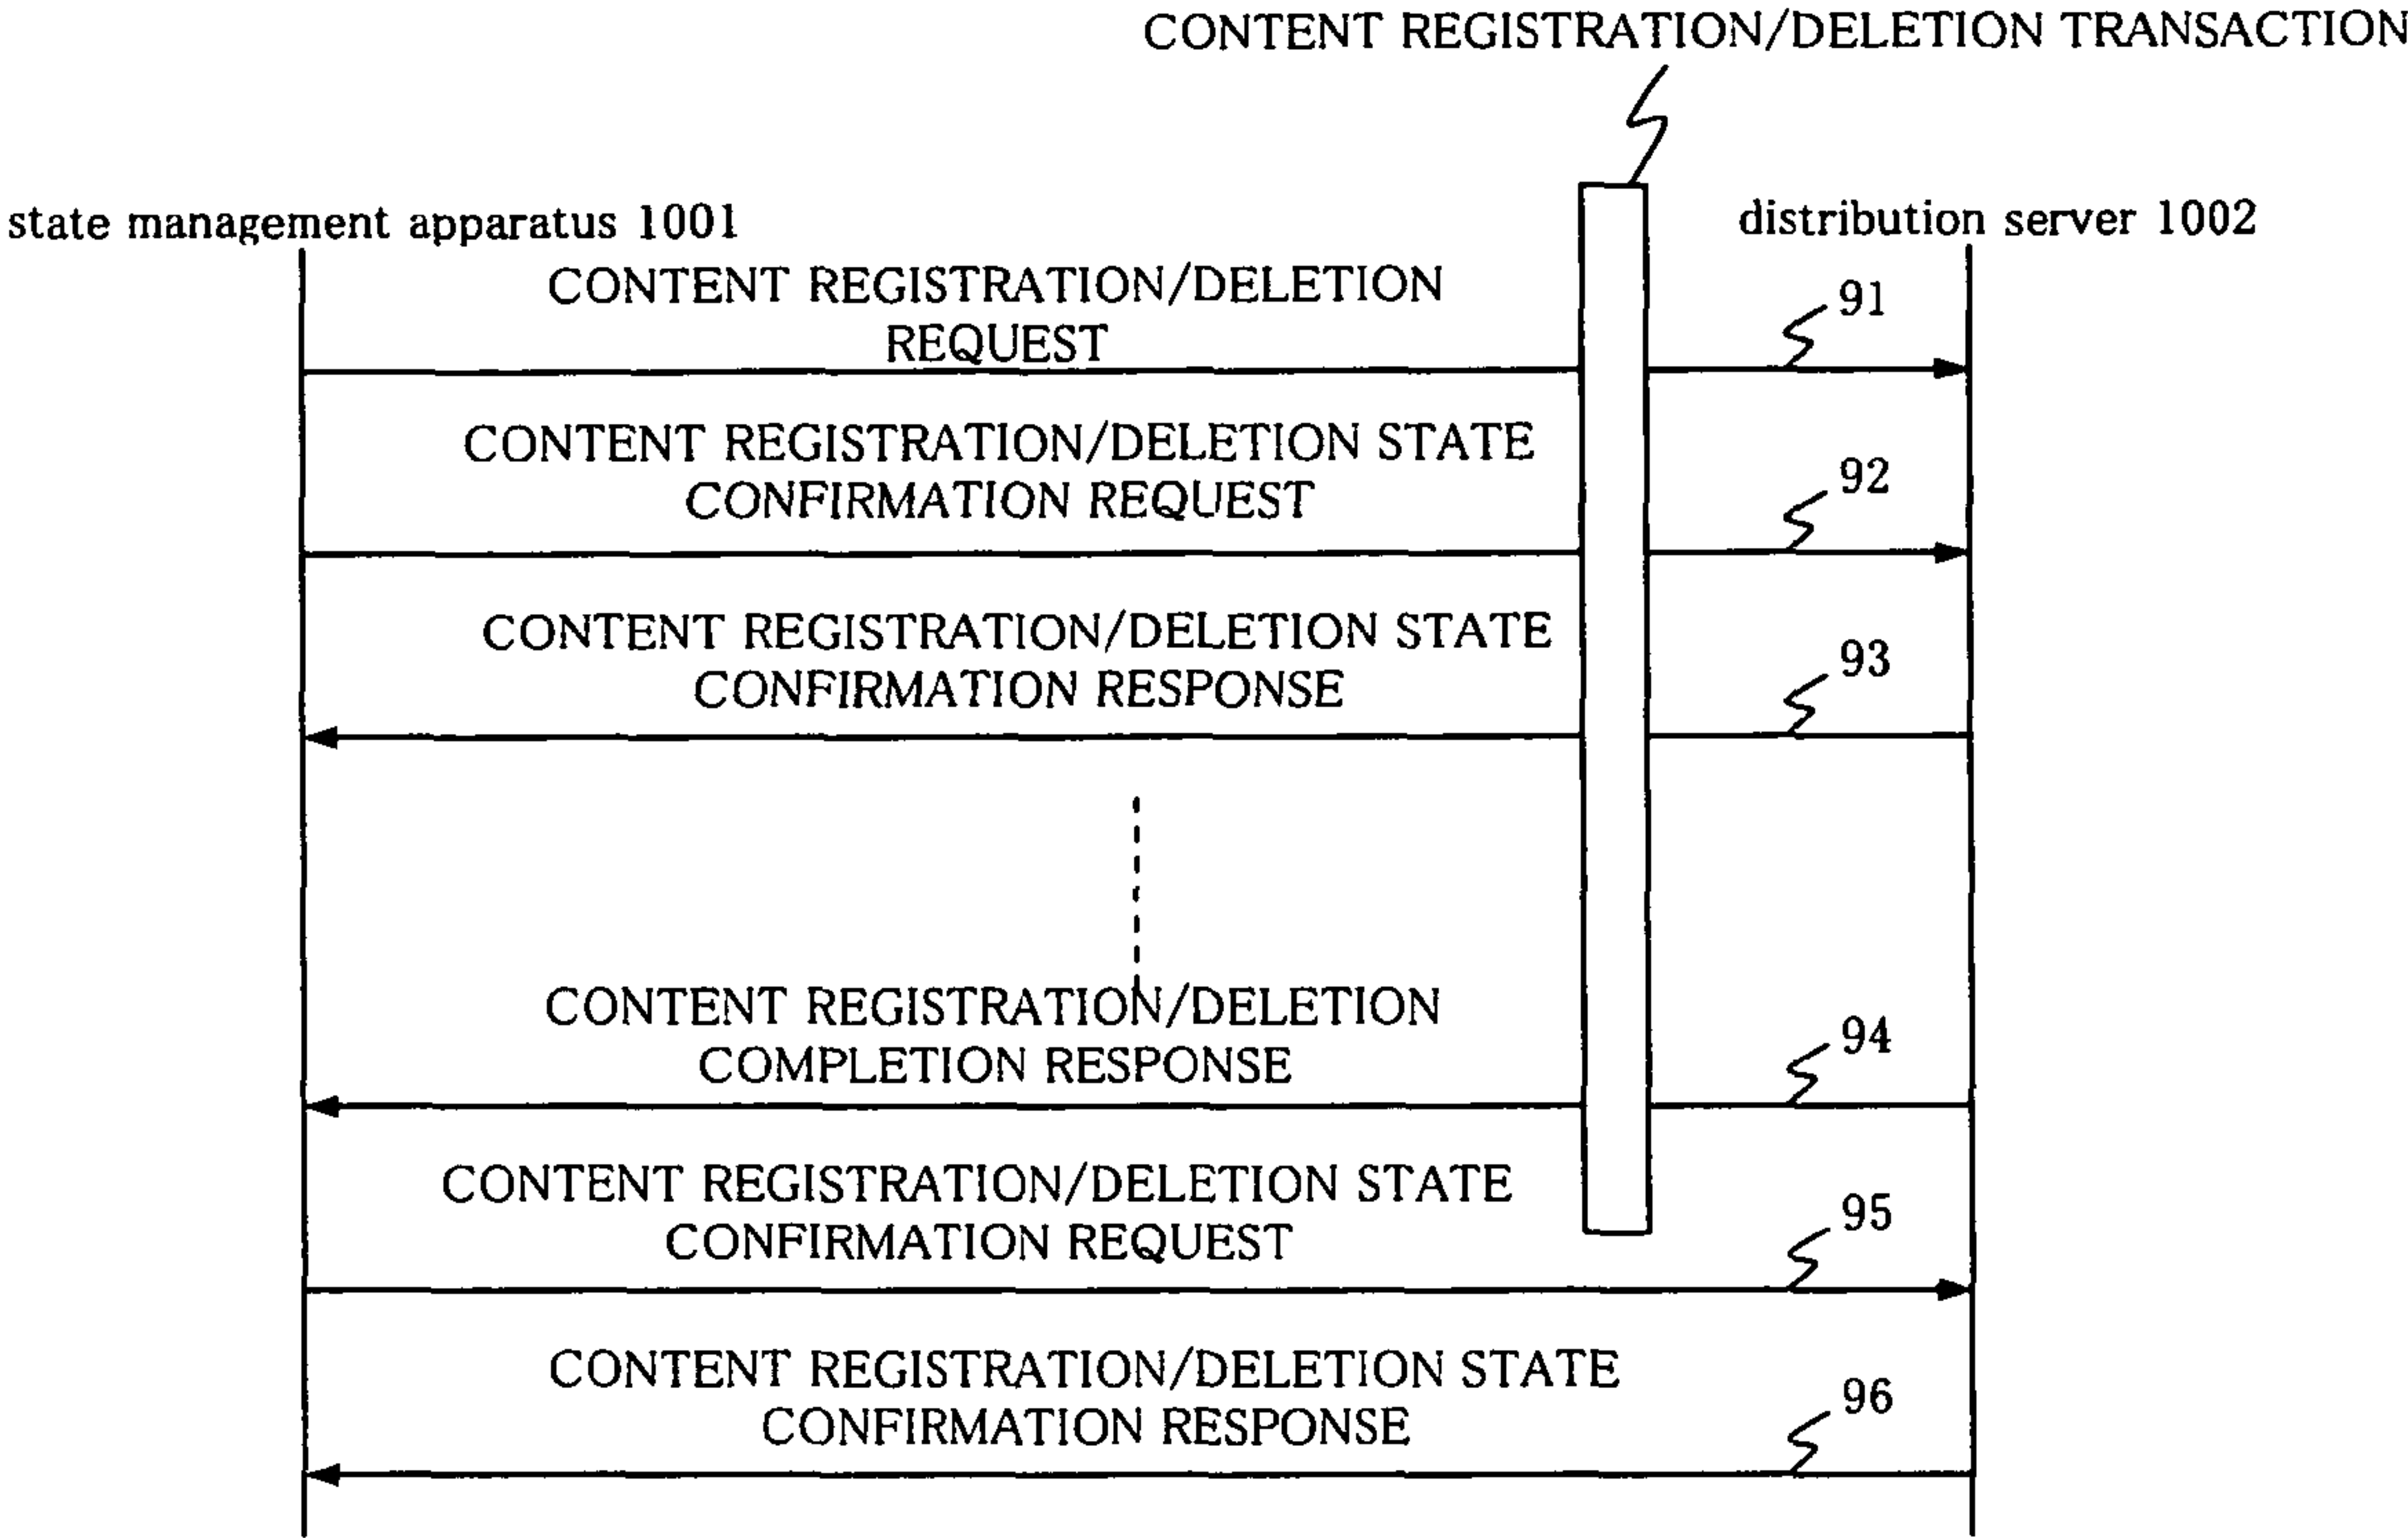 CONTENT REGISTRATION/DELETION TRANSACTION
state management apparatus 1001
distribution server 1002
CONTENT REGISTRATION/DELETION
REQUEST
91
CONTENT REGISTRATION/DELETION STATE
CONFIRMATION REQUEST
92
CONTENT REGISTRATION/DELETION STATE
CONFIRMATION RESPONSE
93
CONTENT REGISTRATION/DELETION
COMPLETION RESPONSE
94
CONTENT REGISTRATION/DELETION STATE
CONFIRMATION REQUEST
95
CONTENT REGISTRATION/DELETION STATE
CONFIRMATION RESPONSE
96